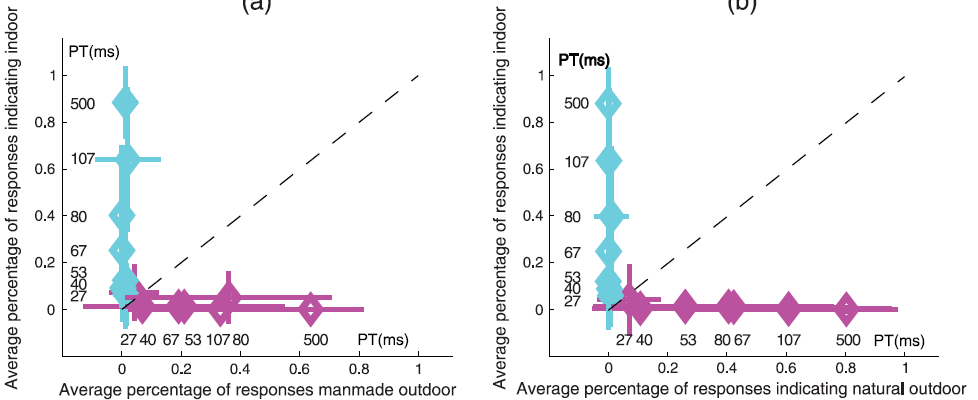 (a)
Average percentage of responses indicating indoor
PT(ms)
1
0.8
0.6
0.4
0.2
0
500
107
80
67
53
40
27
27 40 67 53 107 80 500 PT(ms)
0 0.2 0.4 0.6 0.8 1
Average percentage of responses manmade outdoor
(b)
Average percentage of responses indicating indoor
PT(ms)
1
0.8
0.6
0.4
0.2
0
500
107
80
67
53
40
27
27 40 53 80 67 107 500 PT(ms)
0 0.2 0.4 0.6 0.8 1
Average percentage of responses indicating natural outdoor